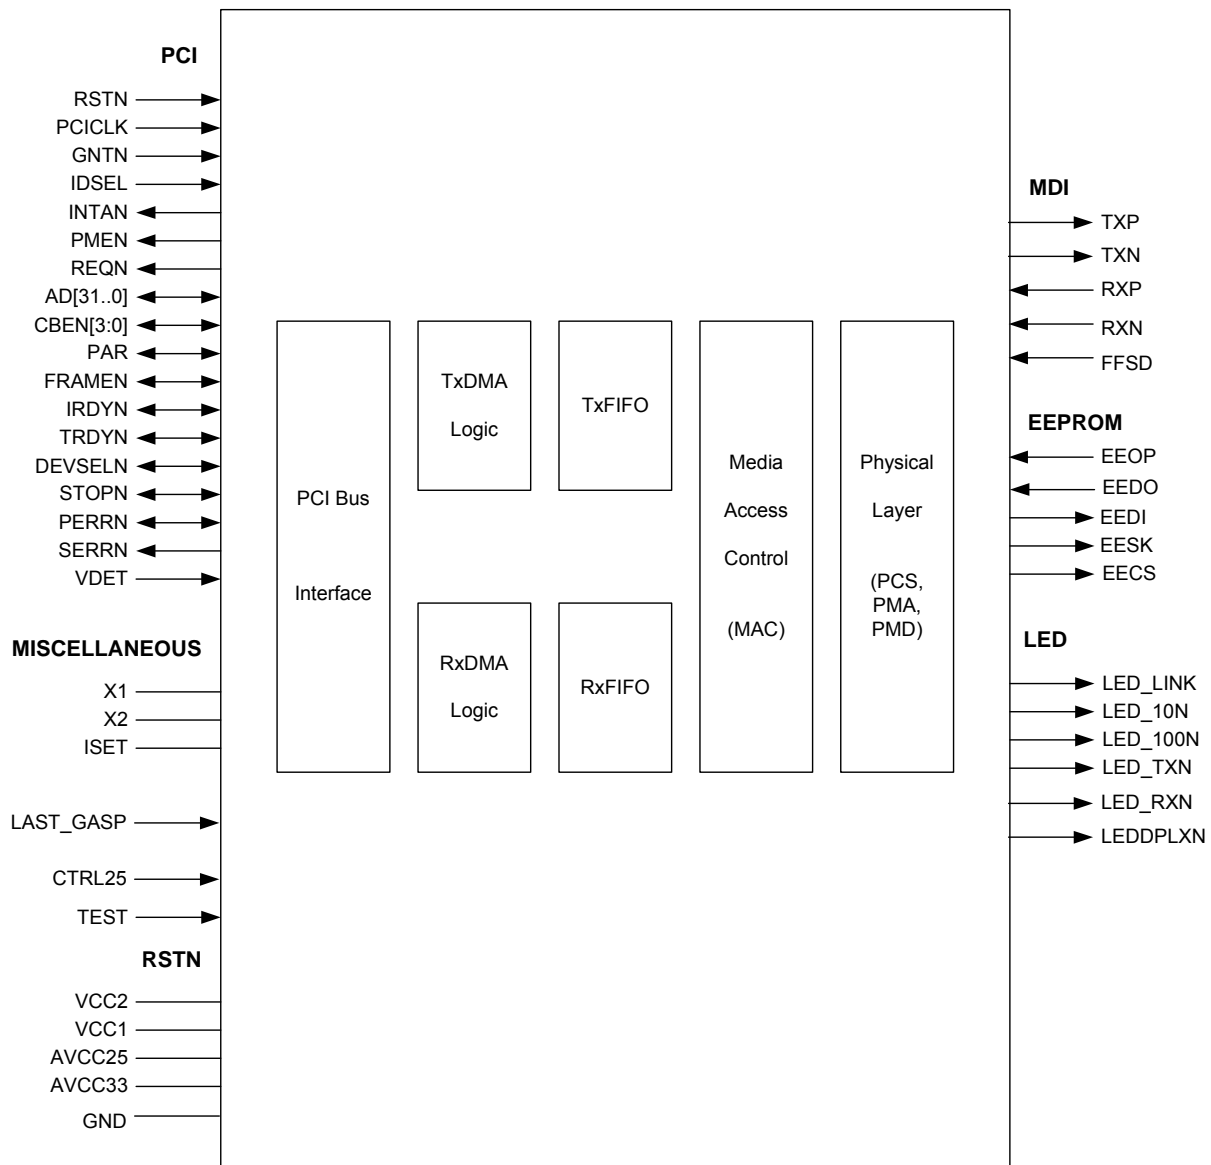 PCI
RSTN
PCICLK
GNTN
IDSEL
INTAN
PMEN
REQN
AD[31..0]
CBEN[3:0]
PAR
FRAMEN
IRDYN
TRDYN
DEVSELN
STOPN
PERRN
SERRN
VDET
MISCELLANEOUS
X1
X2
ISET
LAST_GASP
CTRL25
TEST
RSTN
VCC2
VCC1
AVCC25
AVCC33
GND
PCI Bus
Interface
TxDMA
Logic
RxDMA
Logic
TxFIFO
RxFIFO
Media
Access
Control
(MAC)
Physical
Layer
(PCS,
PMA,
PMD)
MDI
TXP
TXN
RXP
RXN
FFSD
EEPROM
EEOP
EEDO
EEDI
EESK
EECS
LED
LED_LINK
LED_10N
LED_100N
LED_TXN
LED_RXN
LEDDPLXN